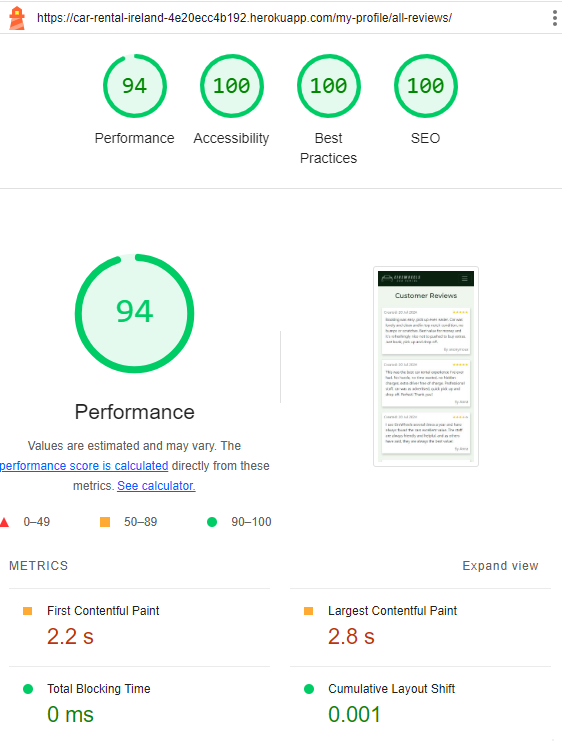 https://car-rental-ireland-4e20ecc4b192.herokuapp.com/my-profile/all-reviews/
94
100
100
100
Performance
Accessibility
Best
Practices
SEO
94
Performance
Values are estimated and may vary. The
performance score is calculated directly from these
metrics. See calculator.
0–49
50–89
90–100
Customer Reviews
METRICS
Expand view
First Contentful Paint
2.2 s
Largest Contentful Paint
2.8 s
Total Blocking Time
0 ms
Cumulative Layout Shift
0.001